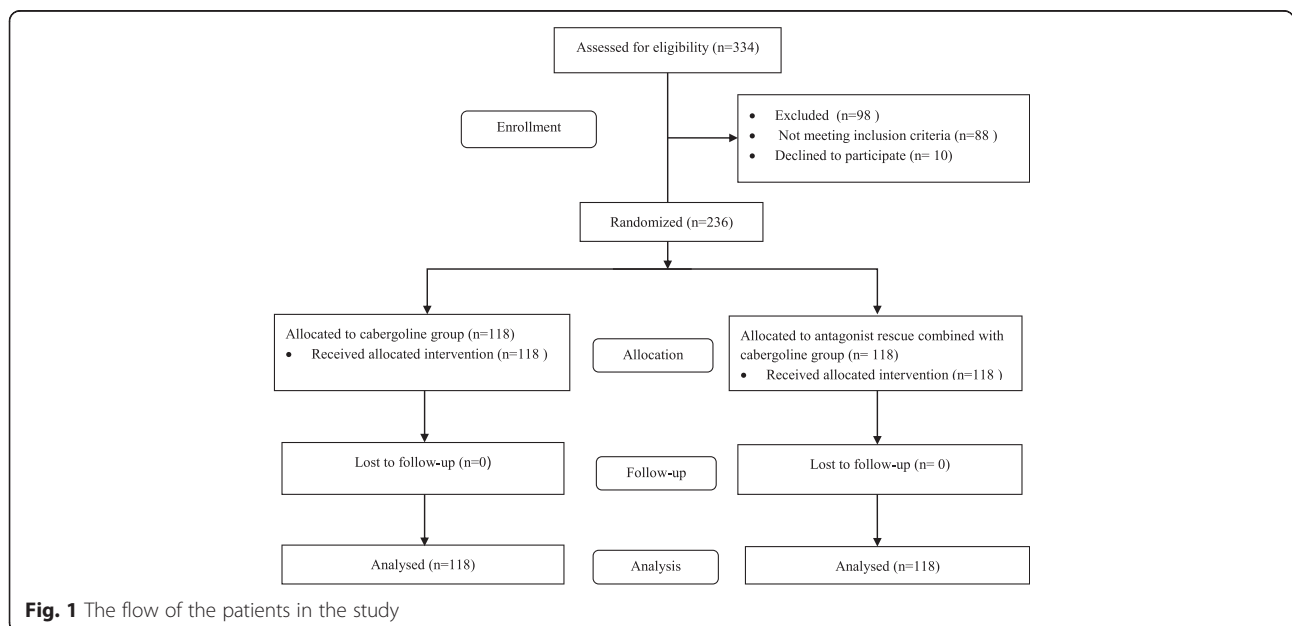 Assessed for eligibility (n=334)
Enrollment
• Excluded (n=98 )
• Not meeting inclusion criteria (n=88 )
• Declined to participate (n= 10)
Randomized (n=236)
Allocated to cabergoline group (n=118)
• Received allocated intervention (n=118 )
Allocation
Allocated to antagonist rescue combined with
cabergoline group (n= 118)
• Received allocated intervention (n=118 )
Lost to follow-up (n=0)
Follow-up
Lost to follow-up (n= 0)
Analysed (n=118)
Analysis
Analysed (n=118)
Fig. 1 The flow of the patients in the study